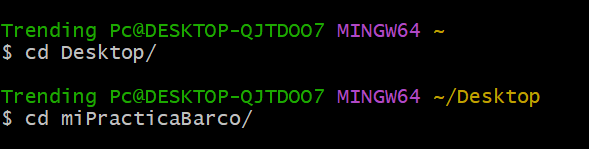 Trending Pc@DESKTOP-QJTDOO7 MINGW64 ~
$ cd Desktop/
Trending Pc@DESKTOP-QJTDOO7 MINGW64 ~/Desktop
$ cd miPracticaBarco/